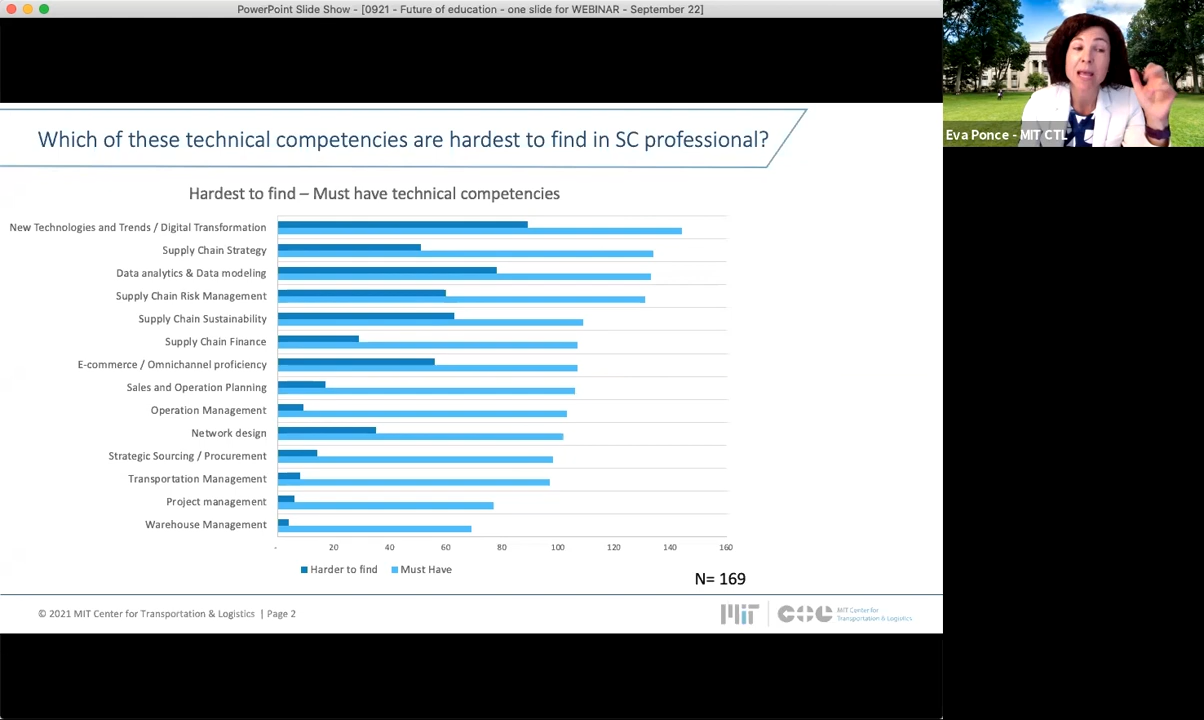 PowerPoint Slide Show - [0921 - Future of education - one slide for WEBINAR - September 22]
Eva Ponce - MIT CTL
Which of these technical competencies are hardest to find in SC professional?
Hardest to find – Must have technical competencies
New Technologies and Trends / Digital Transformation
Supply Chain Strategy
Data analytics & Data modeling
Supply Chain Risk Management
Supply Chain Sustainability
Supply Chain Finance
E-commerce / Omnichannel proficiency
Sales and Operation Planning
Operation Management
Network design
Strategic Sourcing / Procurement
Transportation Management
Project management
Warehouse Management
- 20 40 60 80 100 120 140 160
Harder to find Must Have
N= 169
© 2021 MIT Center for Transportation & Logistics | Page 2
MIT CTL MIT Center for
Transportation & Logistics